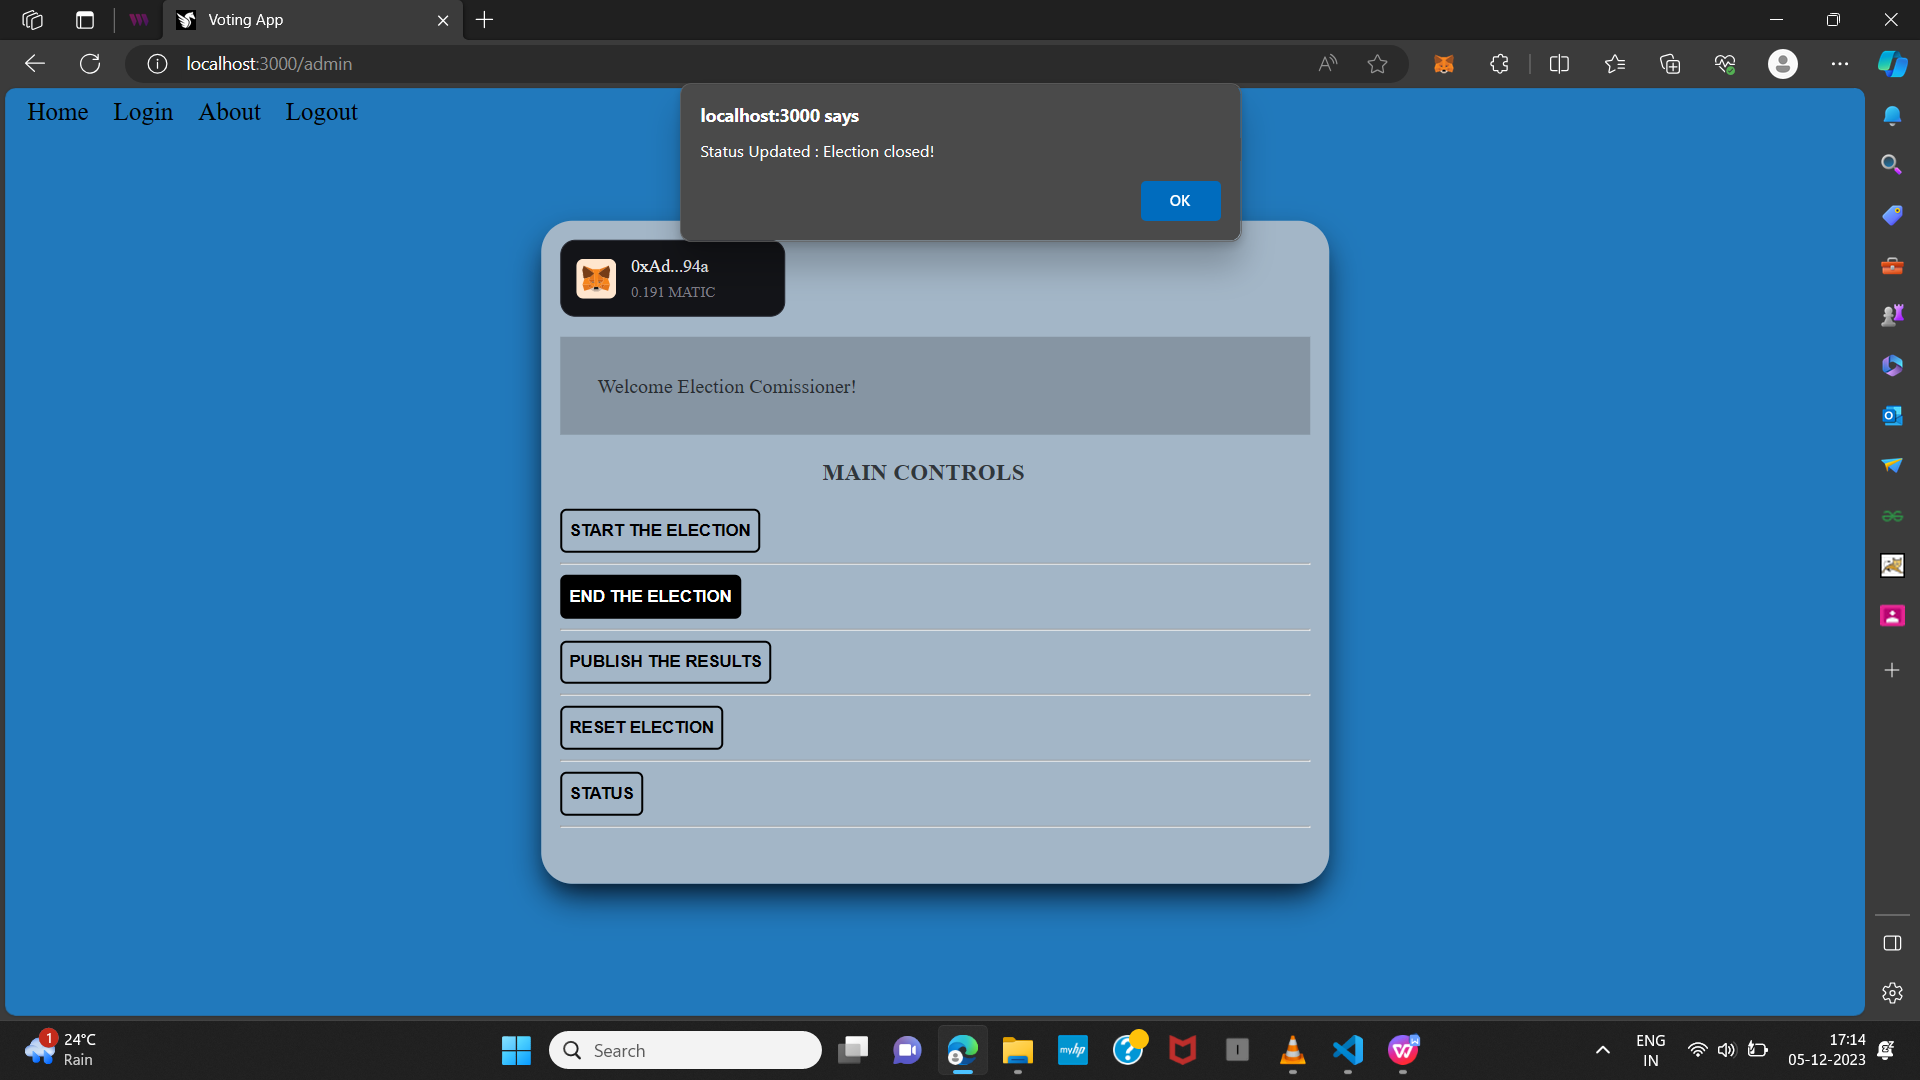 Voting App
localhost:3000/admin
Home Login About Logout
localhost:3000 says
Status Updated : Election closed!
OK
0xAd...94a
0.191 MATIC
Welcome Election Comissioner!
MAIN CONTROLS
START THE ELECTION
END THE ELECTION
PUBLISH THE RESULTS
RESET ELECTION
STATUS
1
24°C
Rain
Search
myhp
ENG
IN
17:14
05-12-2023